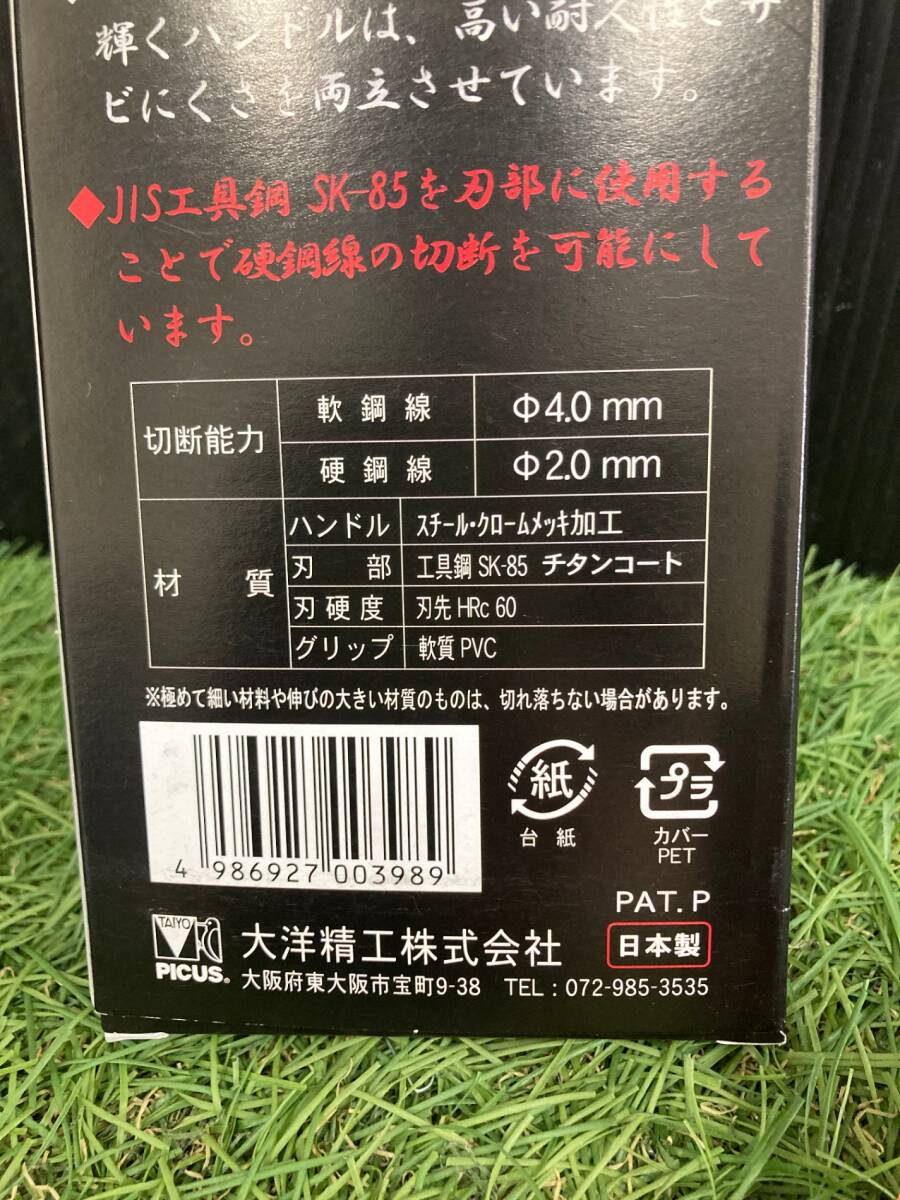 輝くハンドルは、高い耐久性とサ
ビにくさを両立させています。
◆JIS工具鋼 SK-85を刃部に使用する
ことで硬鋼線の切断を可能にして
います。
切断能力 軟鋼線 Φ4.0 mm
硬鋼線 Φ2.0 mm
材質 ハンドル スチール・クロームメッキ加工
刃部 工具鋼 SK-85 チタンコート
刃硬度 刃先 HRc 60
グリップ 軟質 PVC
※極めて細い材料や伸びの大きい材質のものは、切れ落ちない場合があります。
紙
台紙
プラ
カバー
PET
4 986927 003989
PAT. P
日本製
TAIYO
PICUS®
大洋精工株式会社
大阪府東大阪市宝町9-38 TEL : 072-985-3535